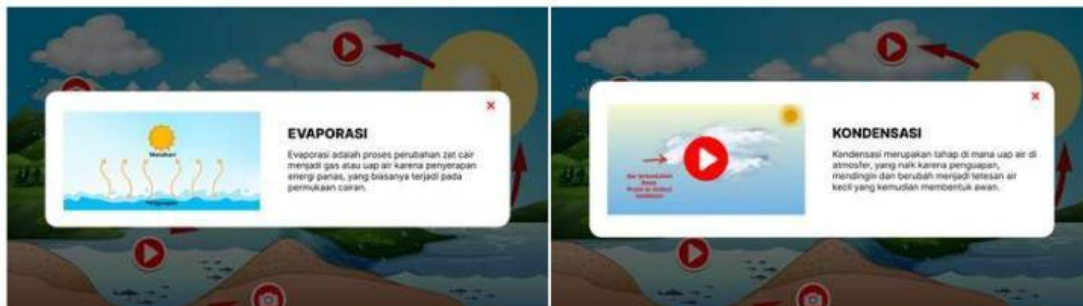 EVAPORASI
Evaporasi adalah proses perubahan zat cair
menjadi gas atau uap air karena penyerapan
energi panas, yang biasanya terjadi pada
permukaan cairan.
Matahari
Penguapan
KONDENSASI
Kondensasi merupakan tahap di mana uap air di
atmosfer, yang naik karena penguapan,
mendingin dan berubah menjadi tetesan air
kecil yang kemudian membentuk awan.